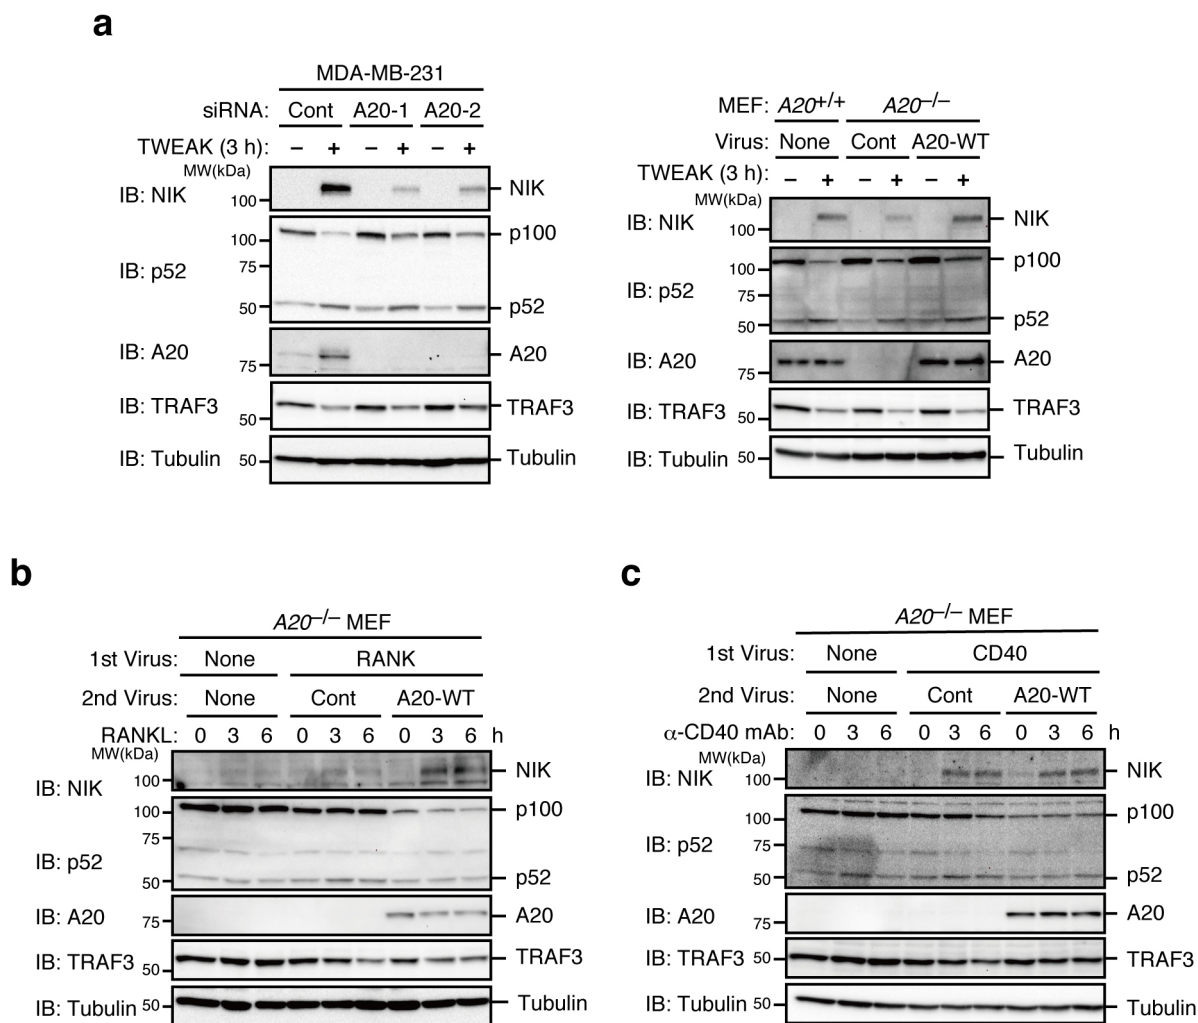 a
MDA-MB-231
siRNA: Cont A20-1 A20-2
TWEAK (3 h): – + – + – +
MW(kDa)
IB: NIK 100 NIK
100 p100
75
IB: p52
50 p52
IB: A20 75 A20
IB: TRAF3 50 TRAF3
IB: Tubulin 50 Tubulin
MEF: A20+/+ A20–/–
Virus: None Cont A20-WT
TWEAK (3 h): – + – + – +
MW(kDa)
IB: NIK 100 NIK
100 p100
IB: p52 75
50 p52
IB: A20 75 A20
IB: TRAF3 50 TRAF3
IB: Tubulin 50 Tubulin
b
A20–/– MEF
1st Virus: None RANK
2nd Virus: None Cont A20-WT
RANKL: 0 3 6 0 3 6 0 3 6 h
MW(kDa)
IB: NIK 100 NIK
100 p100
75
IB: p52
50 p52
IB: A20 75 A20
IB: TRAF3 50 TRAF3
IB: Tubulin 50 Tubulin
c
A20–/– MEF
1st Virus: None CD40
2nd Virus: None Cont A20-WT
α-CD40 mAb: 0 3 6 0 3 6 0 3 6 h
MW(kDa)
IB: NIK 100 NIK
100 p100
IB: p52 75
50 p52
IB: A20 75 A20
IB: TRAF3 50 TRAF3
IB: Tubulin 50 Tubulin